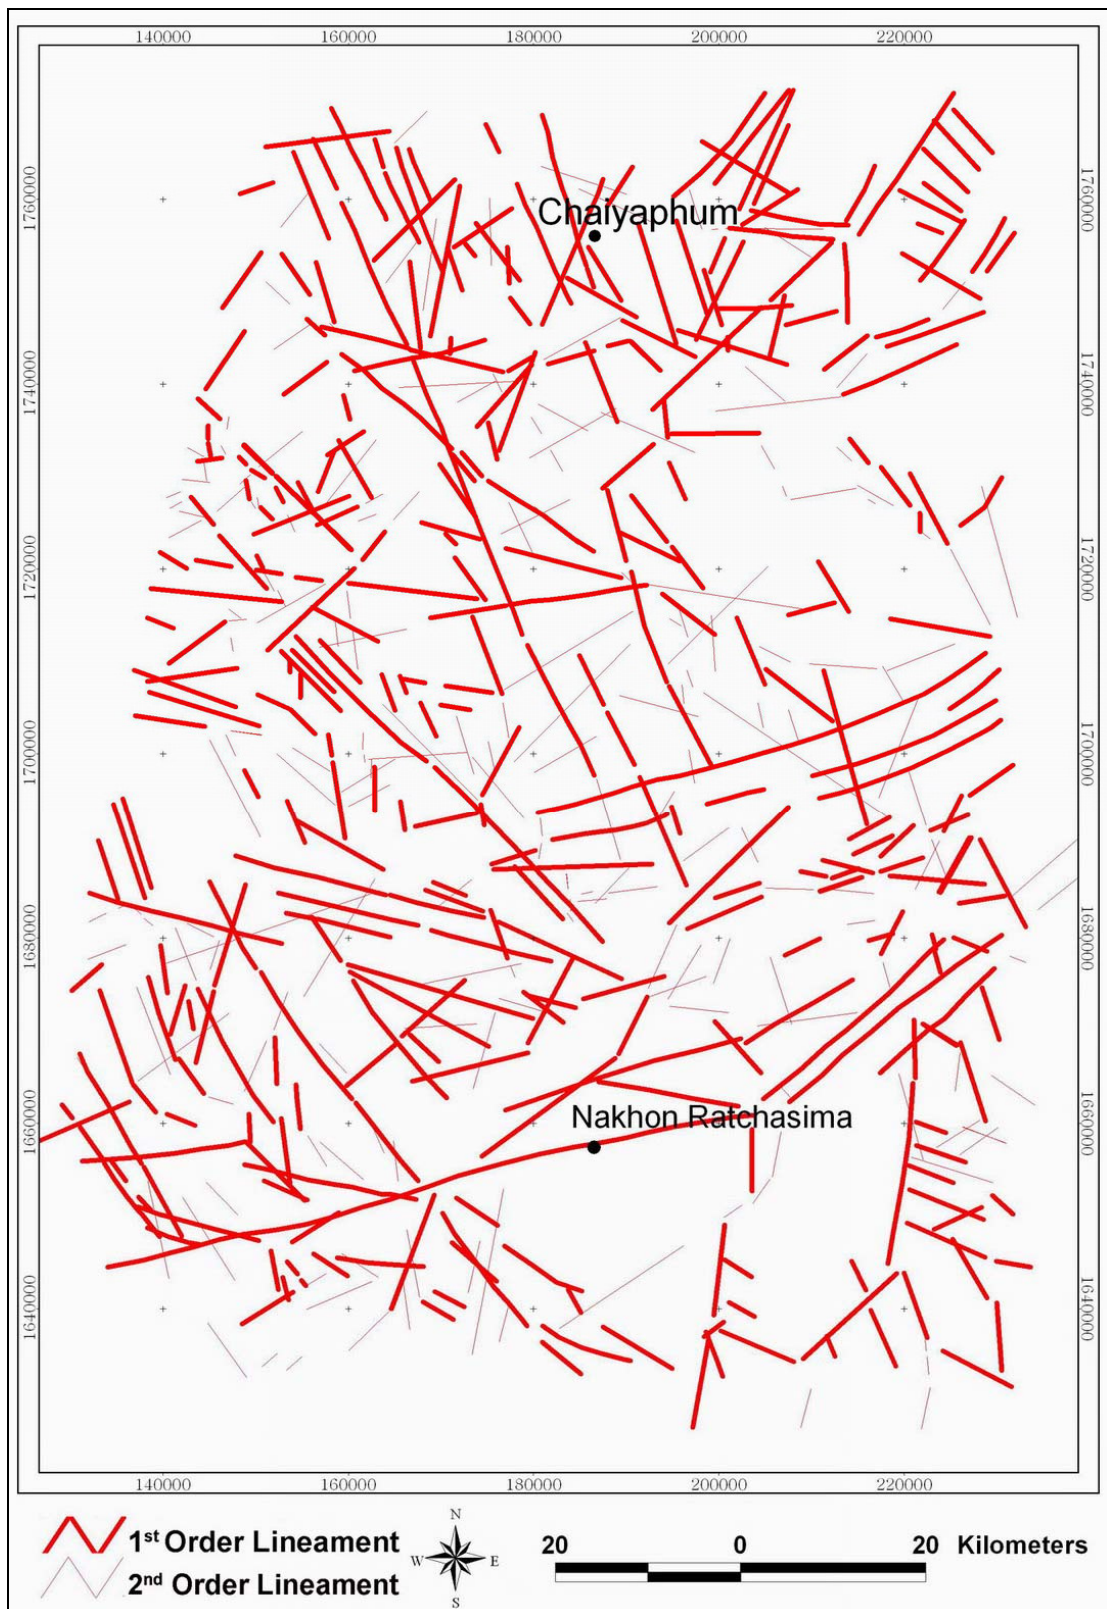 140000 160000 180000 200000 220000
1760000 1760000
Chaiyaphum
1740000 1740000
1720000 1720000
1700000 1700000
1680000 1680000
Nakhon Ratchasima
1660000 1660000
1640000 1640000
140000 160000 180000 200000 220000
1st Order Lineament
2nd Order Lineament
N
W E
S
20 0 20 Kilometers